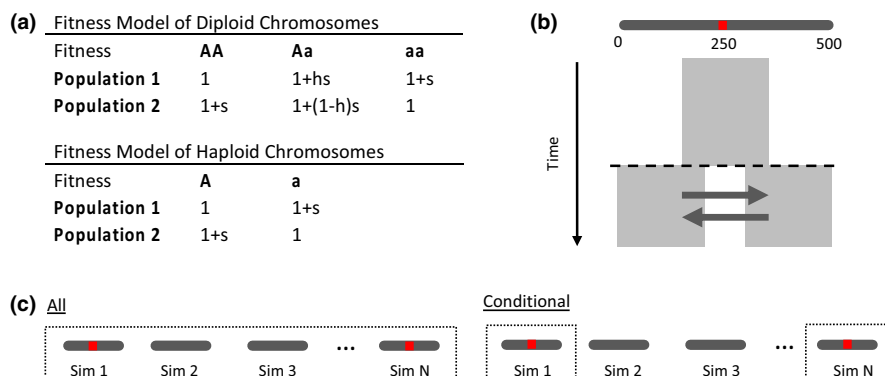 (a) Fitness Model of Diploid Chromosomes
Fitness AA Aa aa
Population 1 1 1+hs 1+s
Population 2 1+s 1+(1-h)s 1
Fitness Model of Haploid Chromosomes
Fitness A a
Population 1 1 1+s
Population 2 1+s 1
(b)
0 250 500
Time
(c) All
...
Sim 1 Sim 2 Sim 3 Sim N
Conditional
...
Sim 1 Sim 2 Sim 3 Sim N